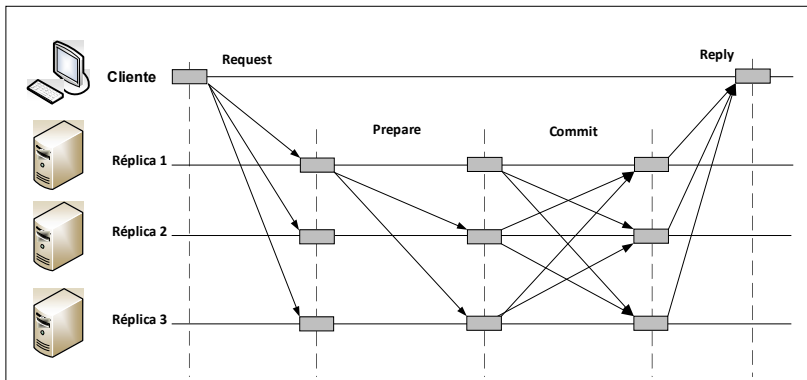 Request
Reply
Cliente
Prepare
Commit
Réplica 1
Réplica 2
Réplica 3